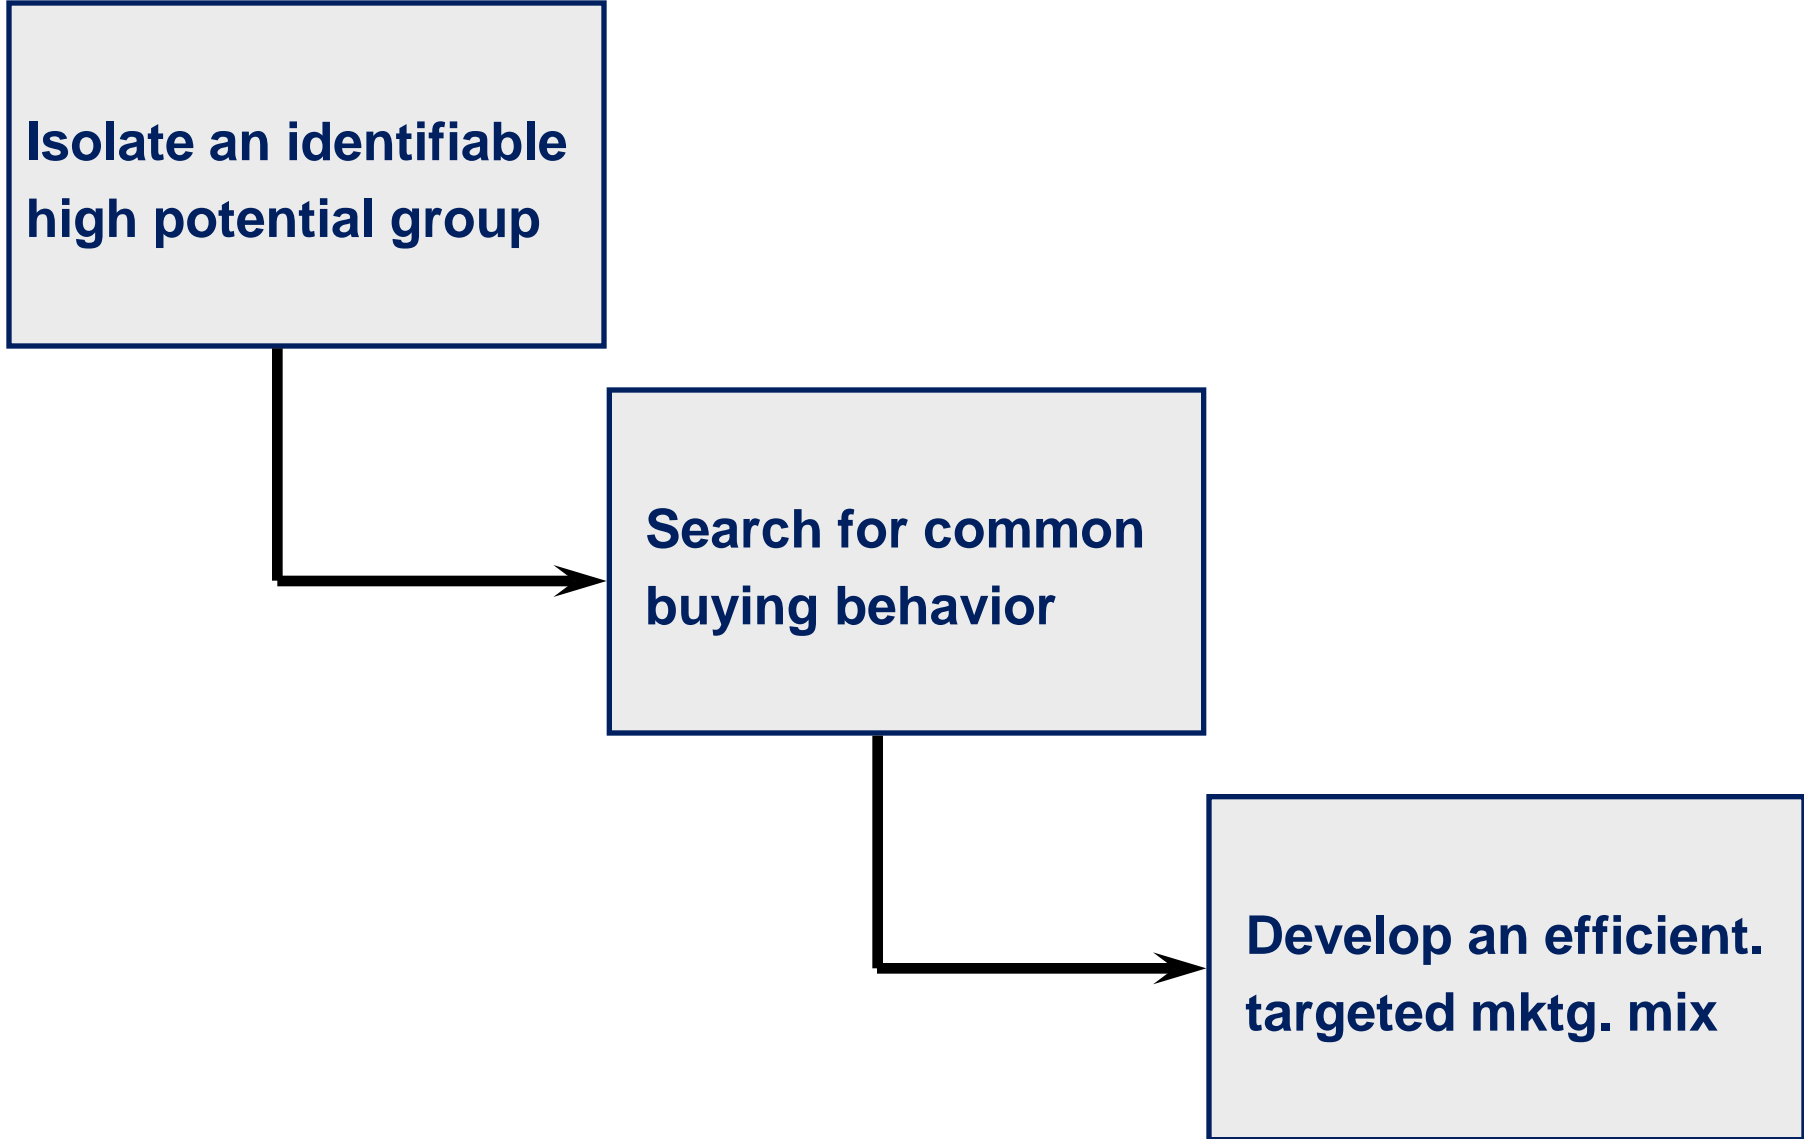 Isolate an identifiable
high potential group
Search for common
buying behavior
Develop an efficient.
targeted mktg. mix